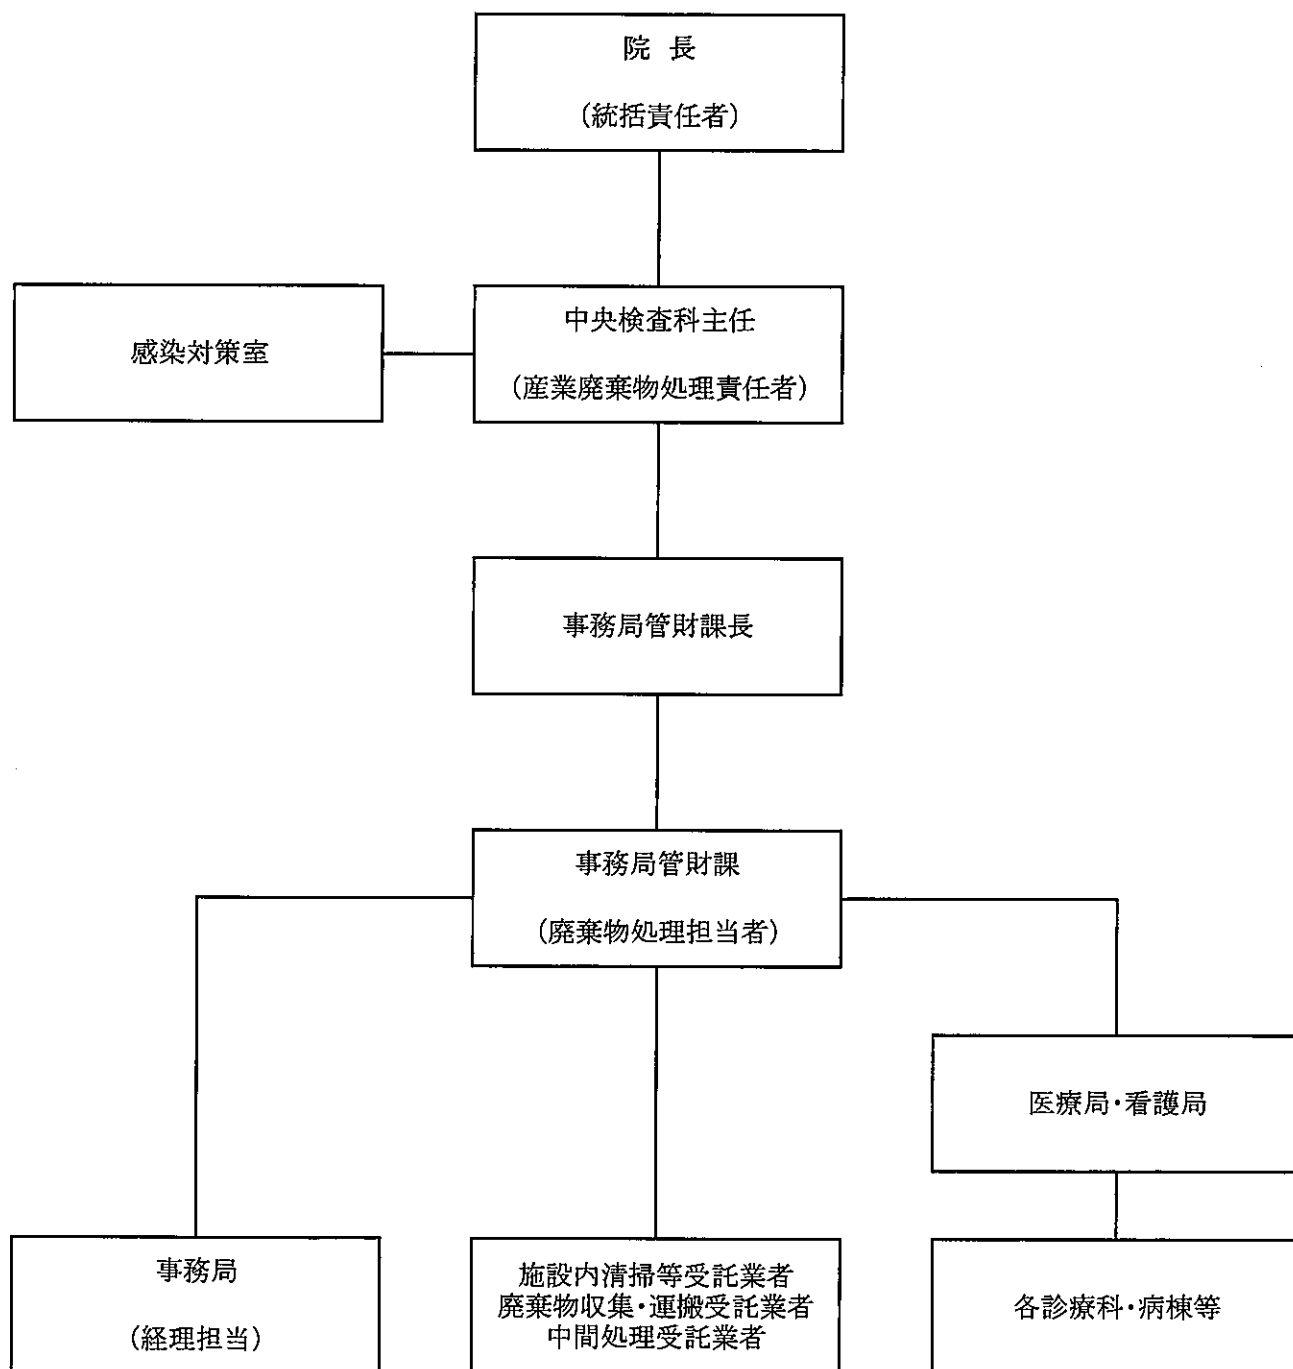 院 長
(統括責任者)
感染対策室
中央検査科主任
(産業廃棄物処理責任者)
事務局管財課長
事務局管財課
(廃棄物処理担当者)
医療局・看護局
事務局
(経理担当)
施設内清掃等受託業者
廃棄物収集・運搬受託業者
中間処理受託業者
各診療科・病棟等